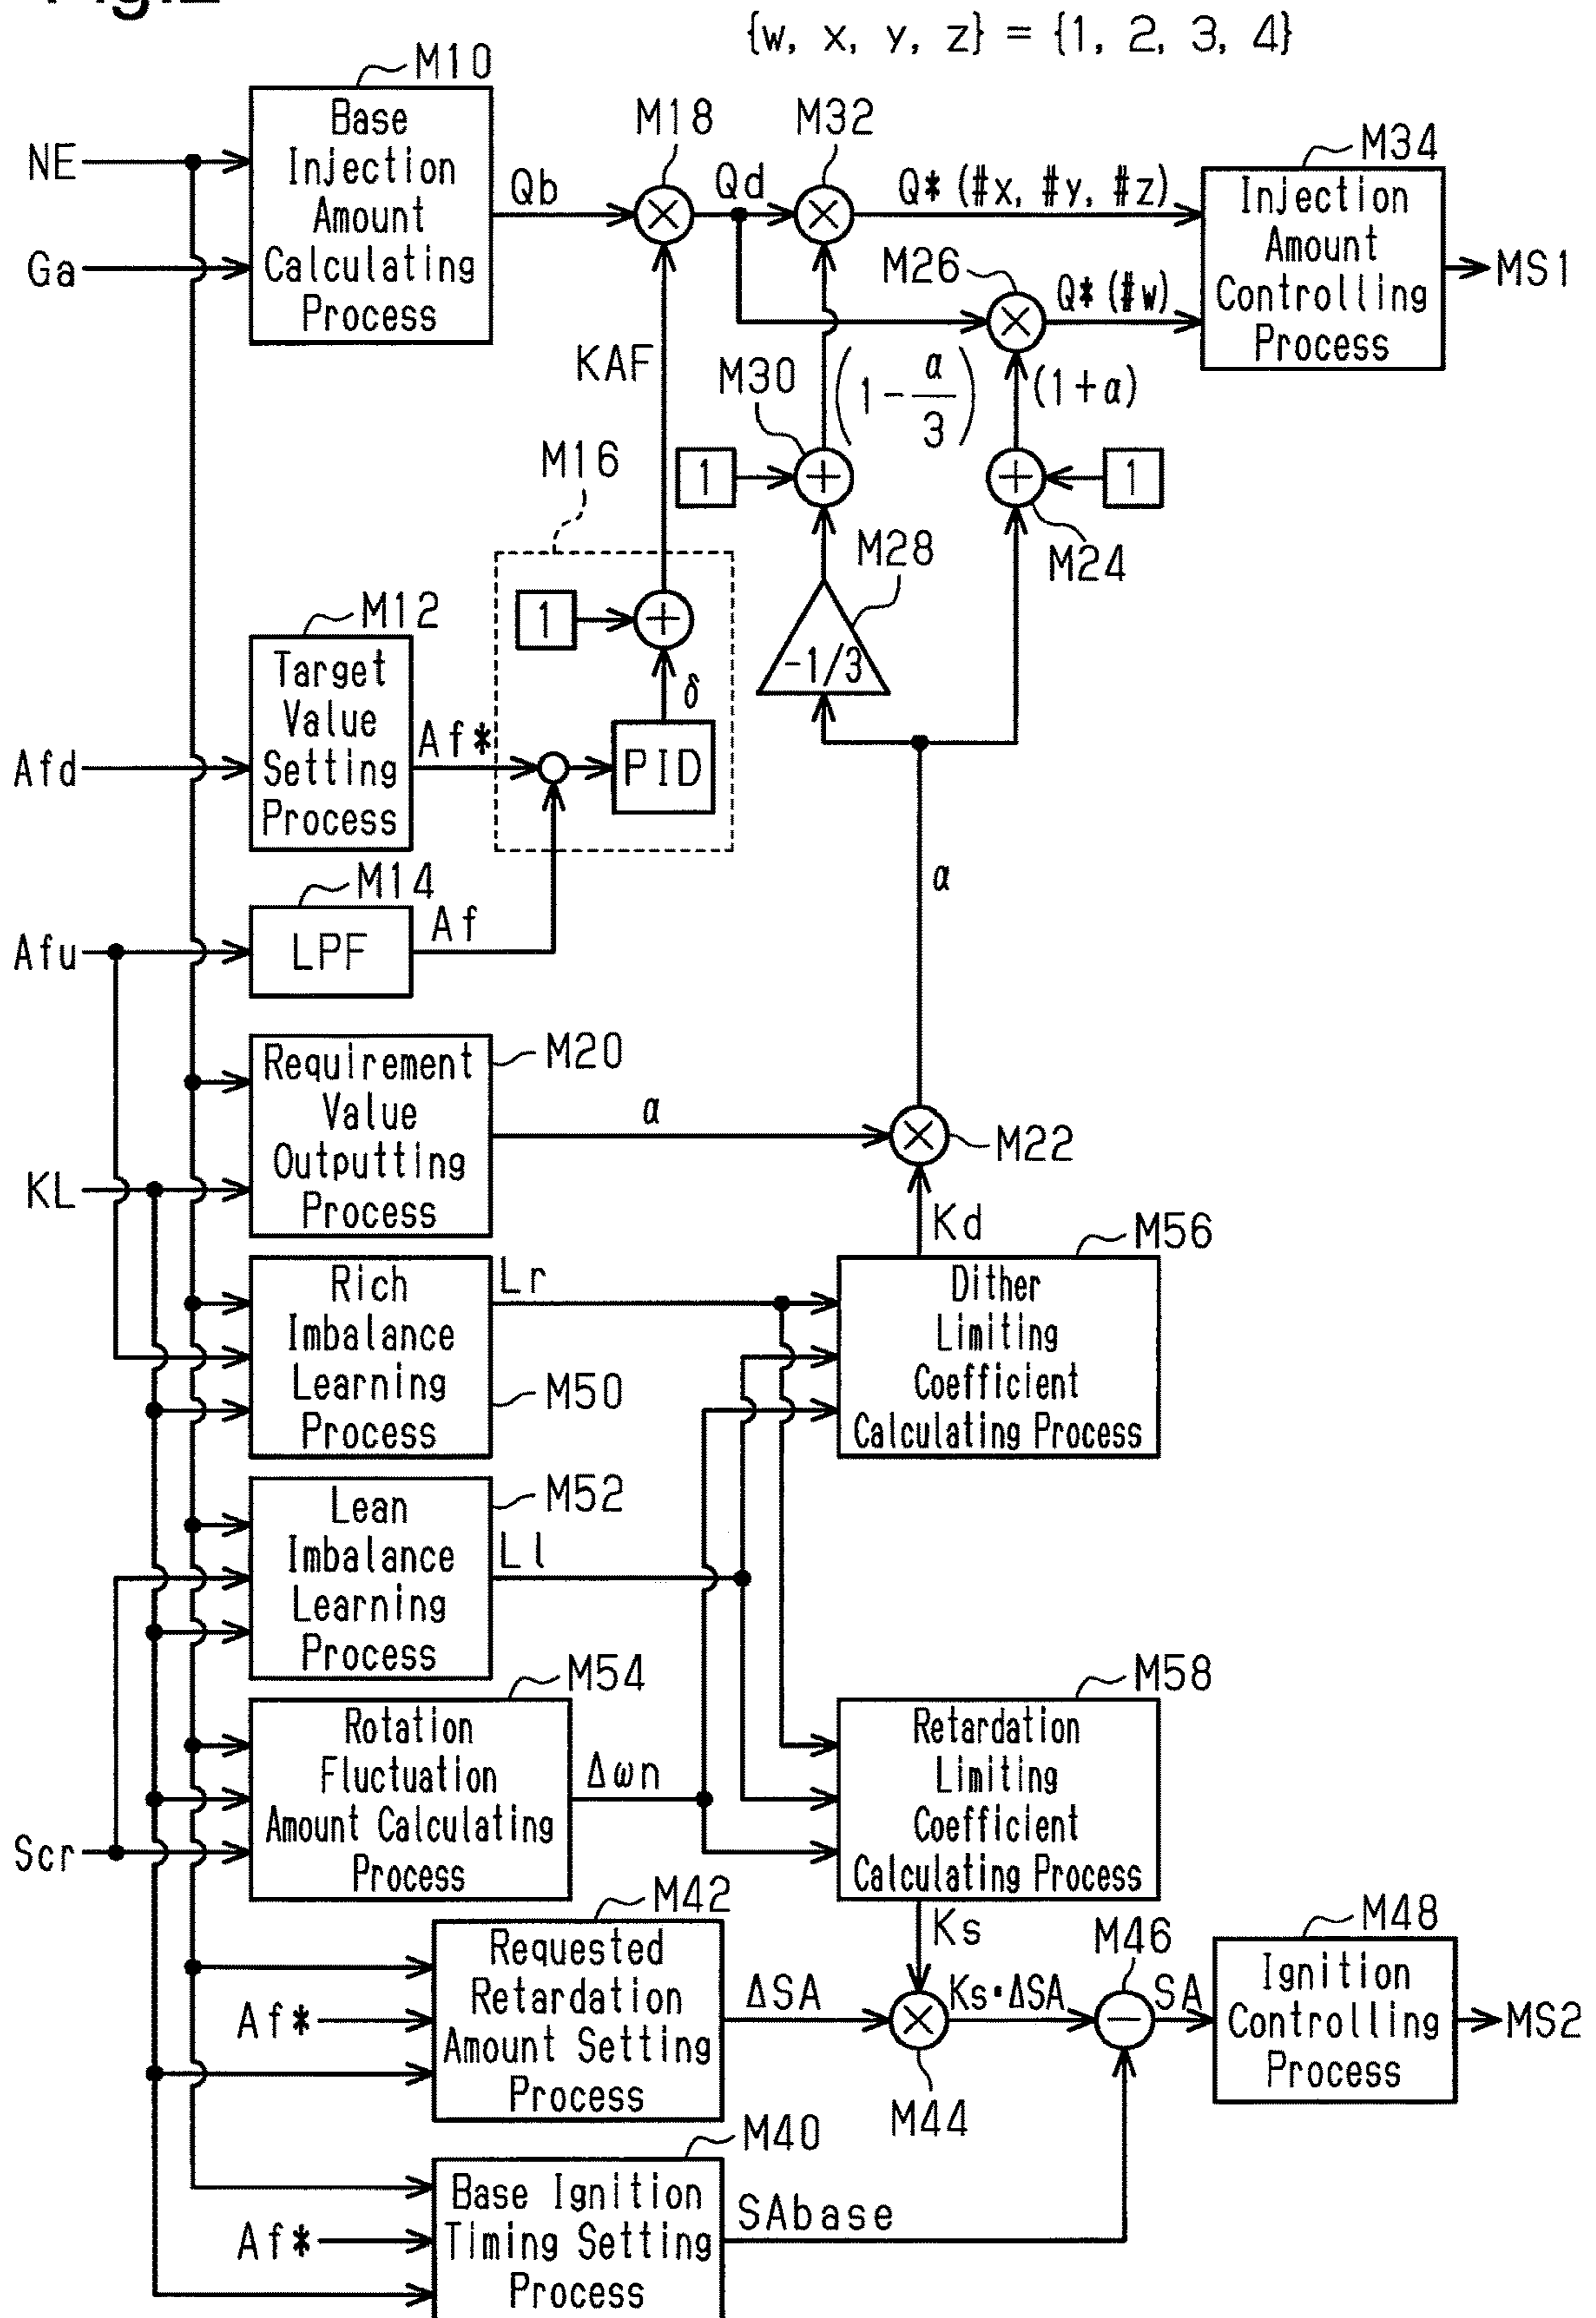 Fig.2
{w, x, y, z} = {1, 2, 3, 4}
M10
Base
Injection
Amount
Calculating
Process
NE
Ga
Qb
M18
Qd
M32
Q* (#x, #y, #z)
M34
Injection
Amount
Controlling
Process
MS1
M26
Q* (#w)
KAF
M30
(1-α/3)
(1+α)
M16
1
1
M24
M28
-1/3
M12
Target
Value
Setting
Process
Afd
Af*
1
δ
PID
α
M14
LPF
Afu
Af
M20
Requirement
Value
Outputting
Process
KL
α
M22
Kd
M56
Dither
Limiting
Coefficient
Calculating Process
Rich
Imbalance
Learning
Process
M50
Lr
M52
Lean
Imbalance
Learning
Process
Ll
M54
Rotation
Fluctuation
Amount Calculating
Process
Scr
Δωn
M58
Retardation
Limiting
Coefficient
Calculating Process
Ks
M42
Requested
Retardation
Amount Setting
Process
Af*
ΔSA
M44
Ks·ΔSA
M46
SA
M48
Ignition
Controlling
Process
MS2
M40
Base Ignition
Timing Setting
Process
Af*
SAbase